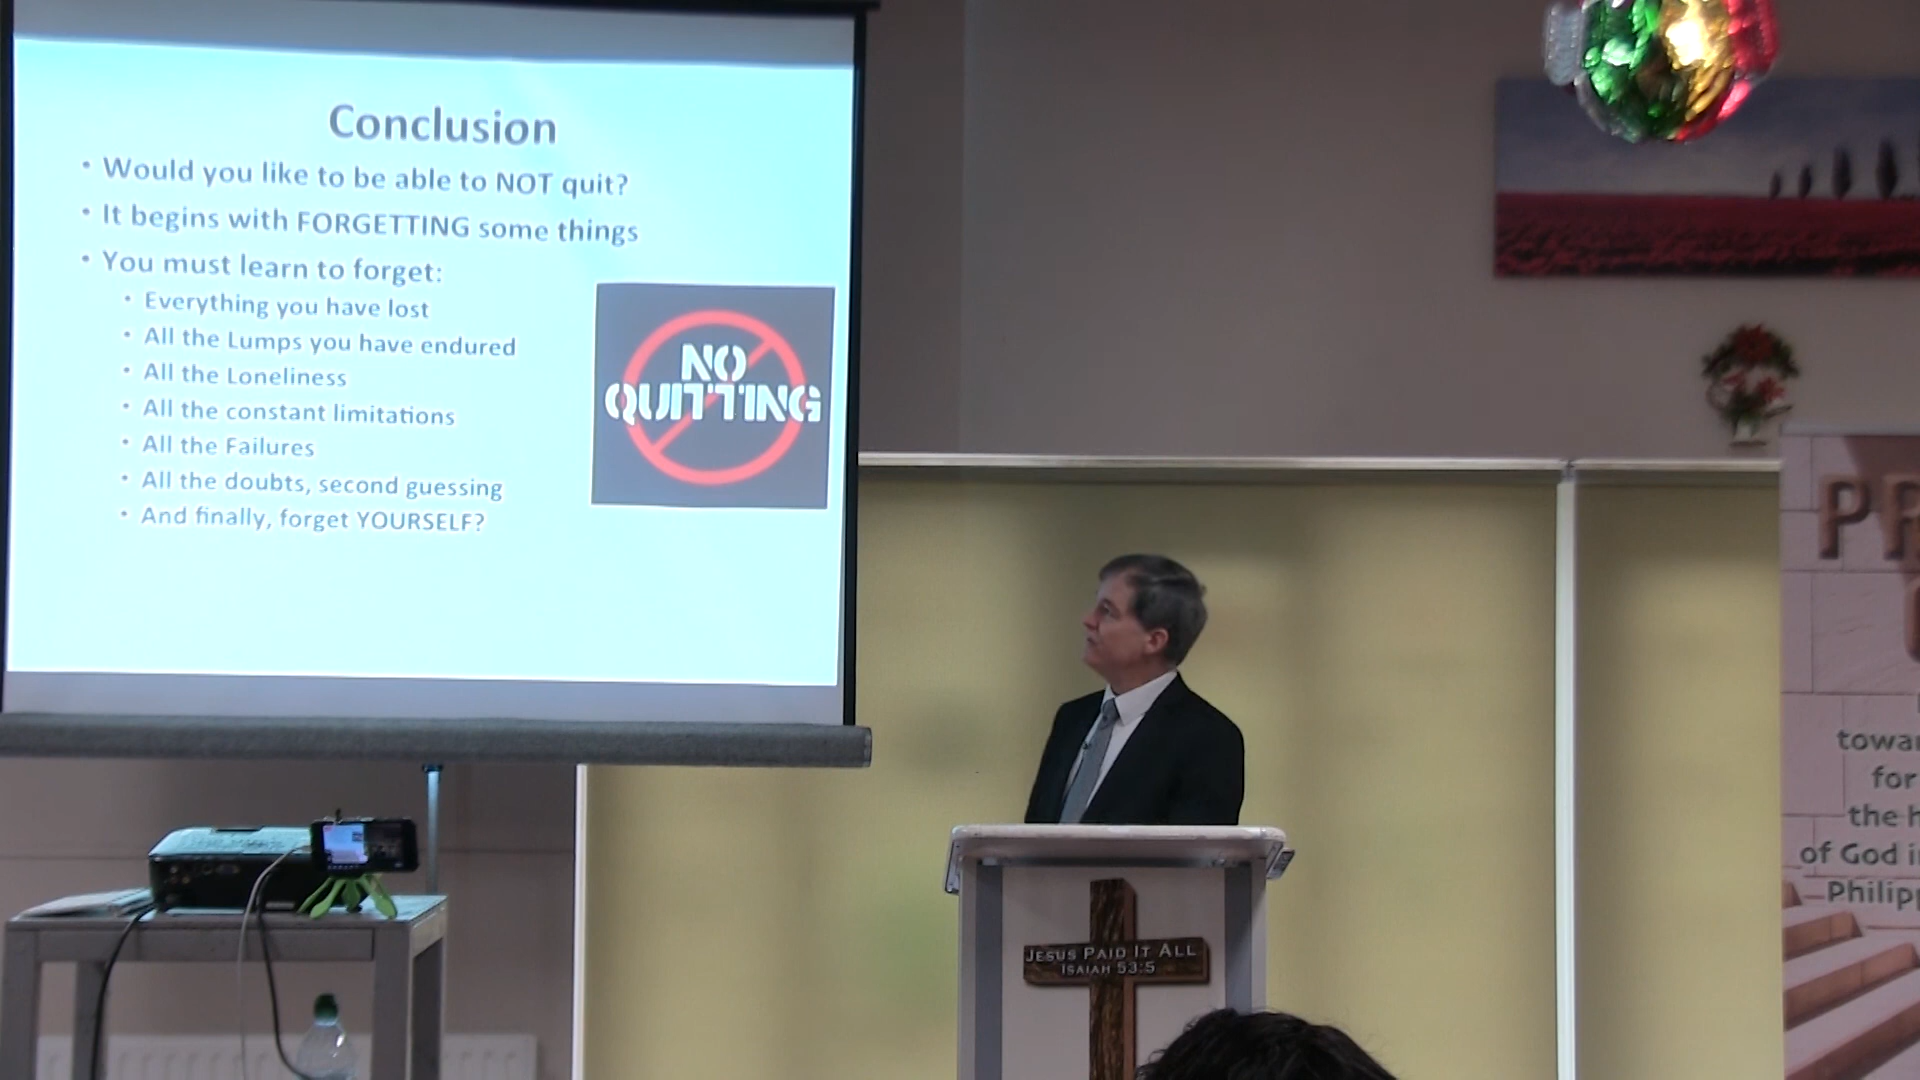 Conclusion
• Would you like to be able to NOT quit?
• It begins with FORGETTING some things
• You must learn to forget:
• Everything you have lost
• All the Lumps you have endured
• All the Loneliness
• All the constant limitations
• All the Failures
• All the doubts, second guessing
• And finally, forget YOURSELF?
NO
QUITTING
JESUS PAID IT ALL
ISAIAH 53:5
for
the
of God